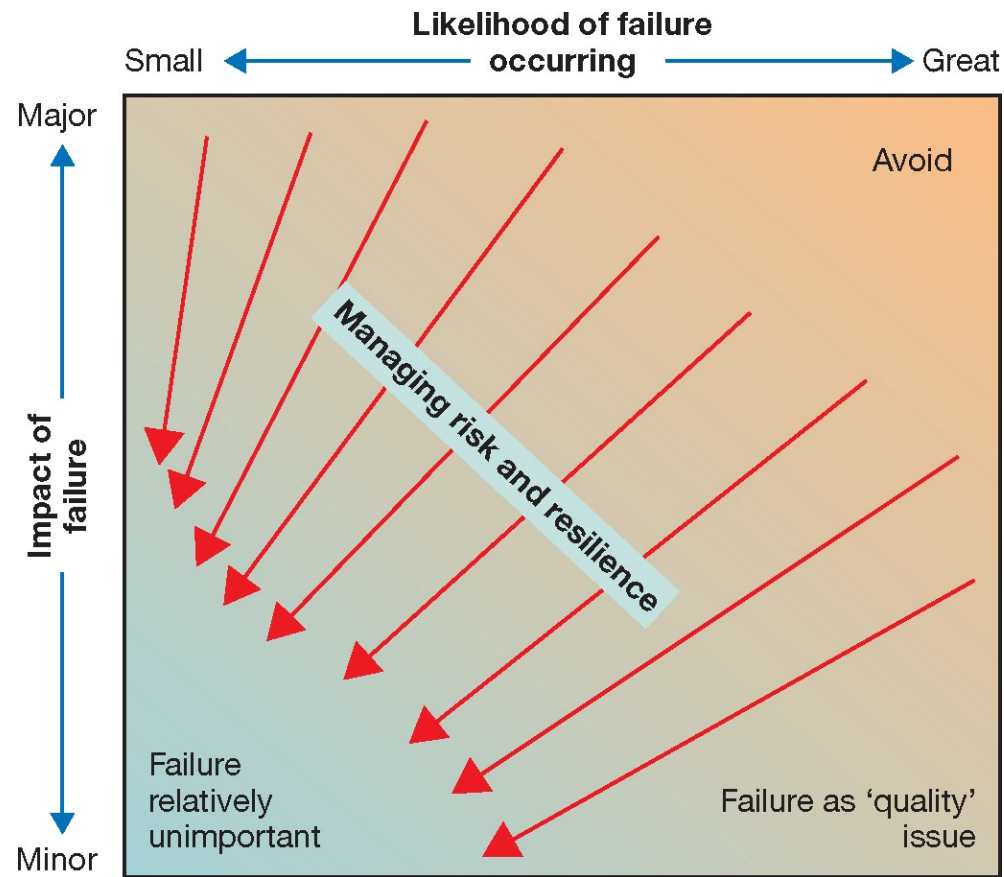 Likelihood of failure
occurring
Small
Great
Major
Impact of
failure
Minor
Avoid
Managing risk and resilience
Failure
relatively
unimportant
Failure as ‘quality’
issue